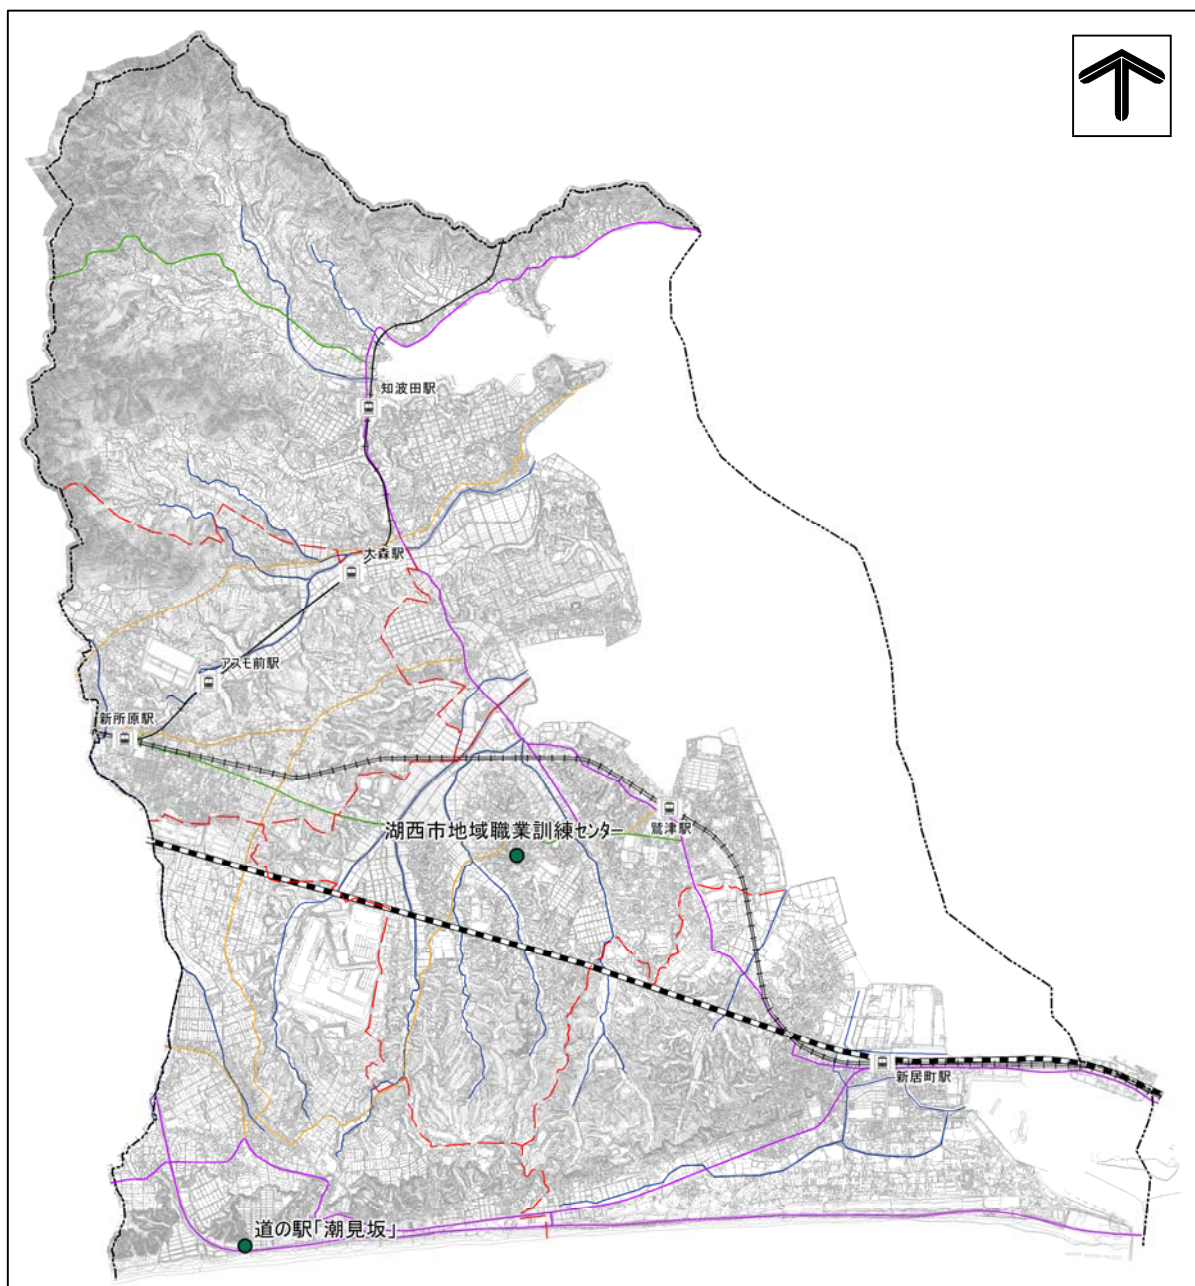 知波田駅
大森駅
アスモ前駅
新所原駅
鷲津駅
湖西市地域職業訓練センター
新居町駅
道の駅「潮見坂」